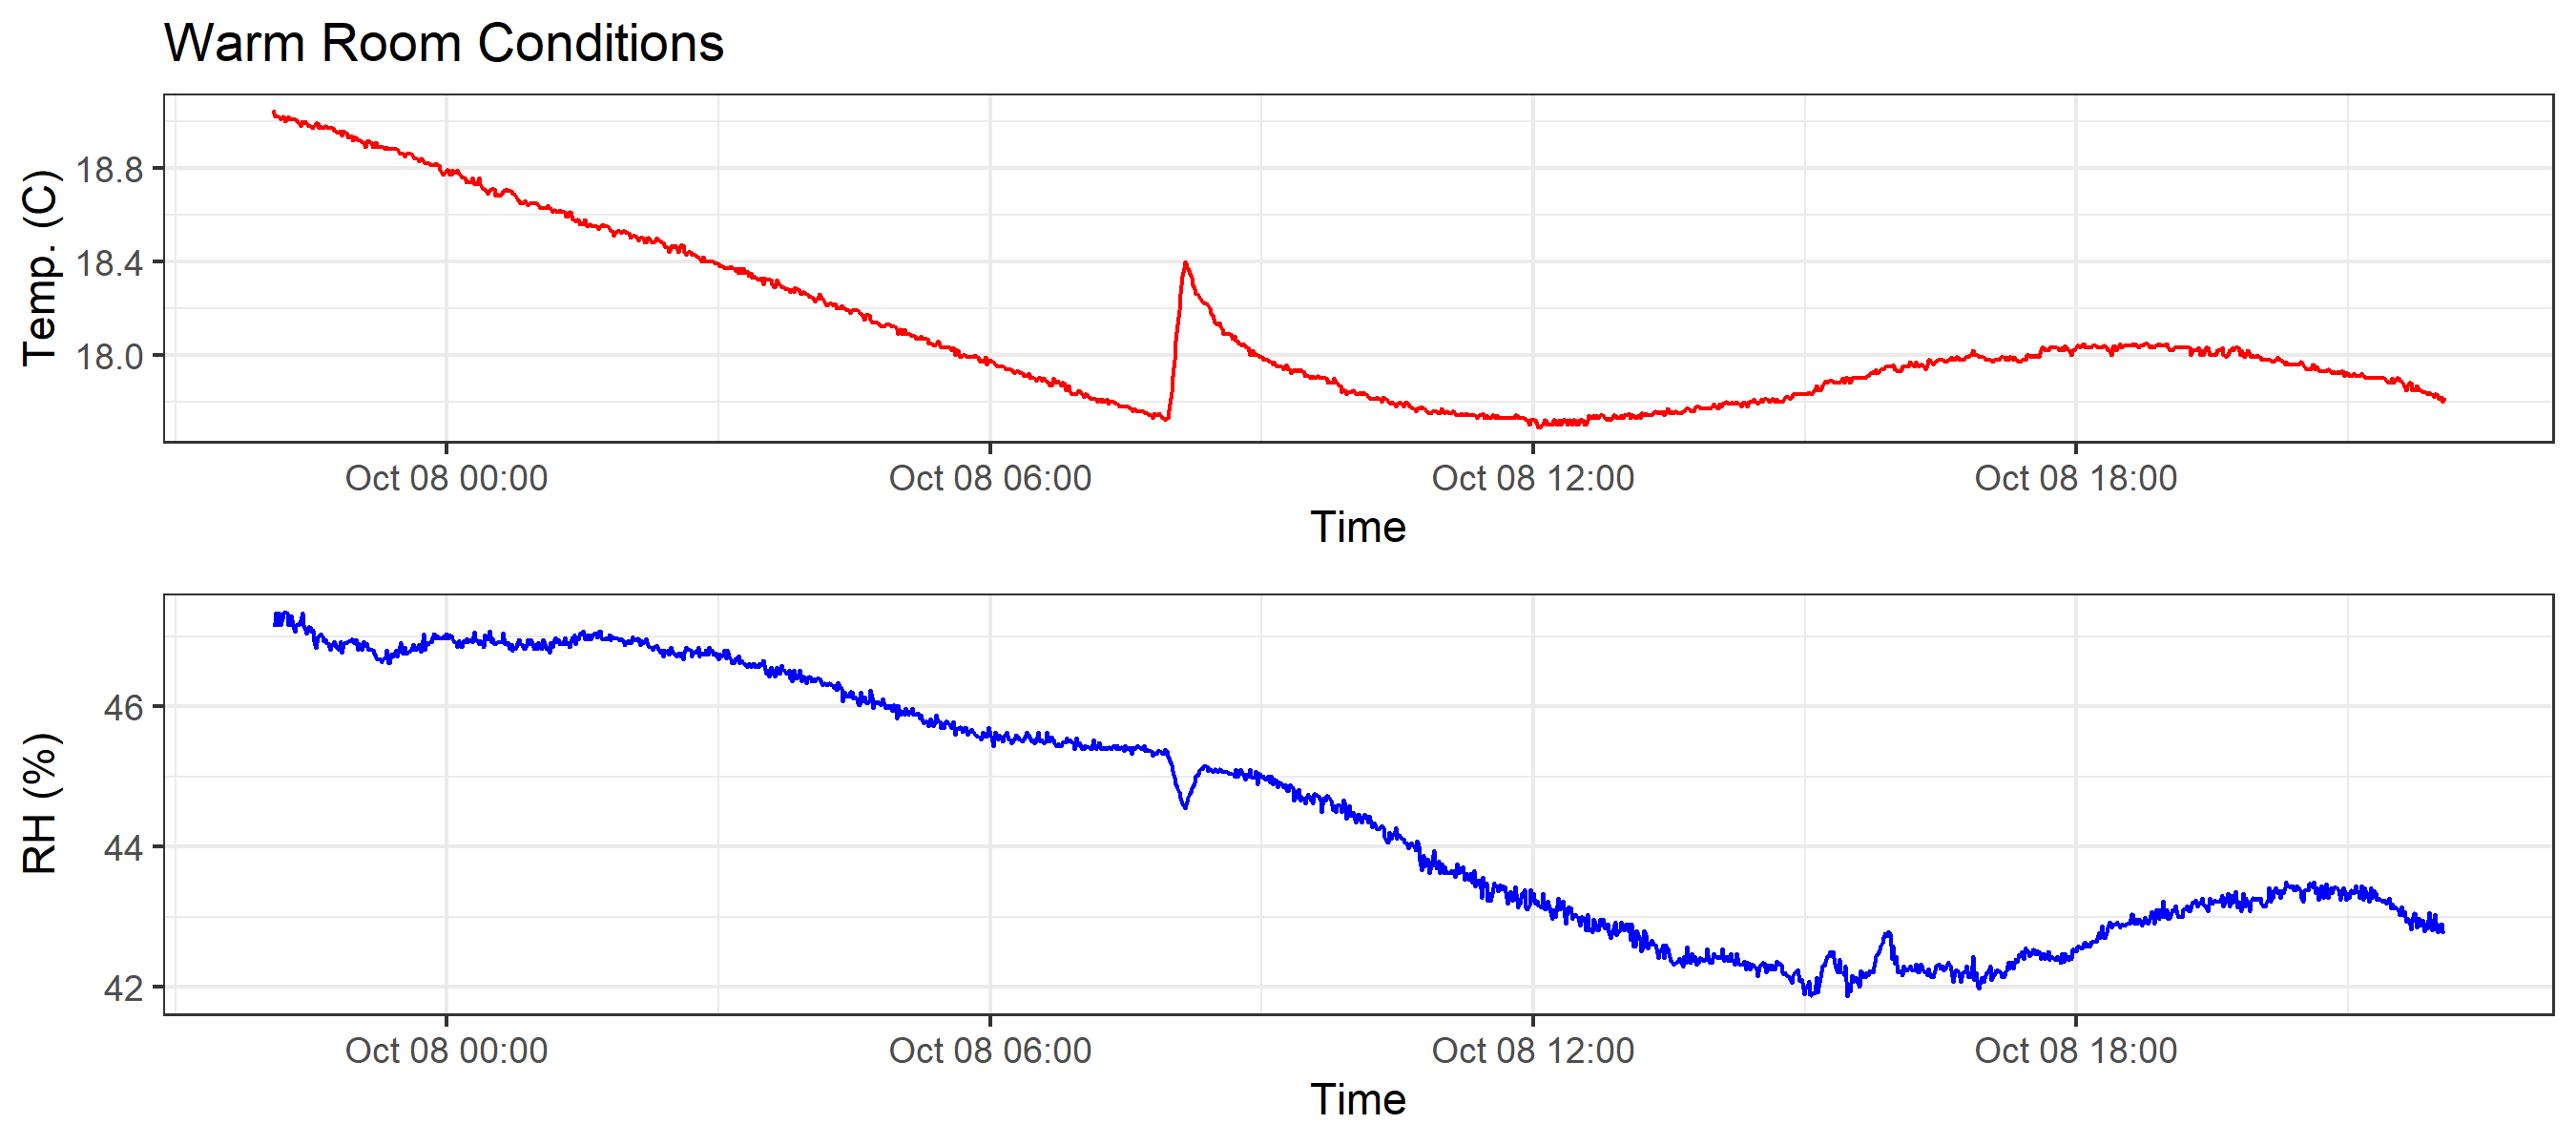 Warm Room Conditions
Temp. (C)
18.8
18.4
18.0
Oct 08 00:00 Oct 08 06:00 Oct 08 12:00 Oct 08 18:00
Time
RH (%)
46
44
42
Oct 08 00:00 Oct 08 06:00 Oct 08 12:00 Oct 08 18:00
Time